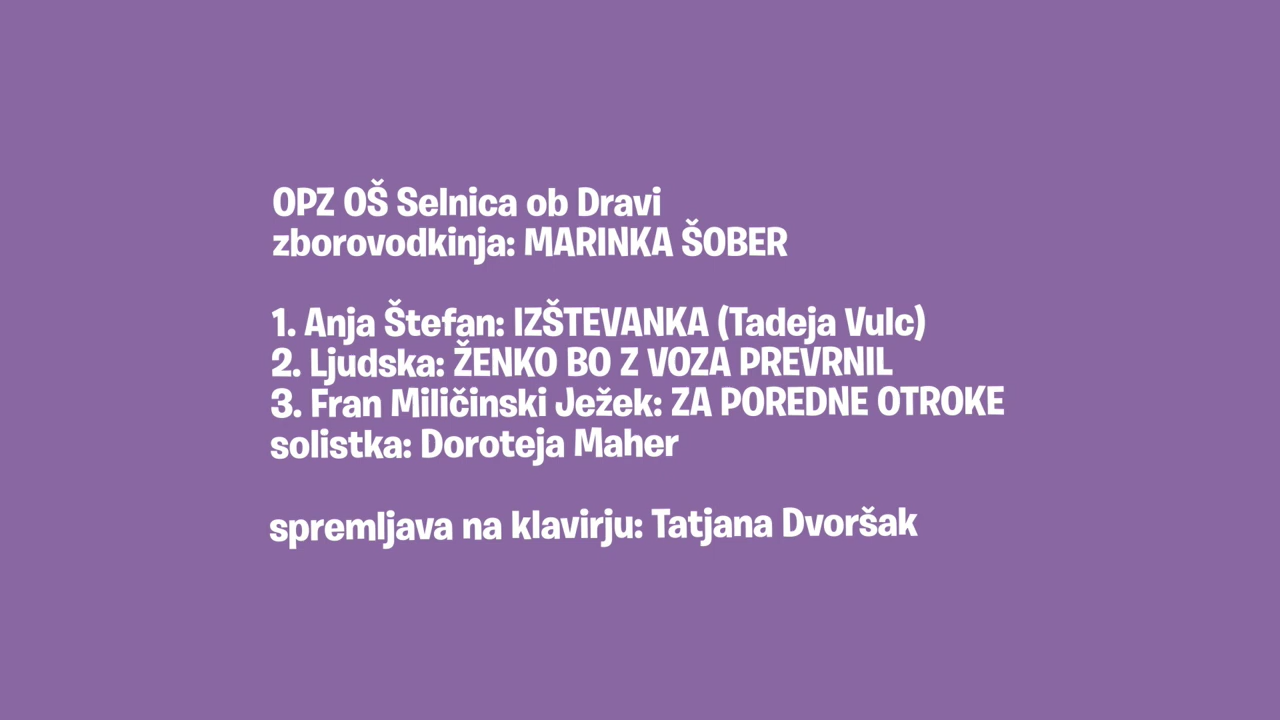 OPZ OŠ Selnica ob Dravi
zborovodkinja: MARINKA ŠOBER
1. Anja Štefan: IZŠTEVANKA (Tadeja Vulc)
2. Ljudska: ŽENKO BO Z VOZA PREVRNIL
3. Fran Miličinski Ježek: ZA POREDNE OTROKE
solistka: Doroteja Maher
spremljava na klavirju: Tatjana Dvoršak